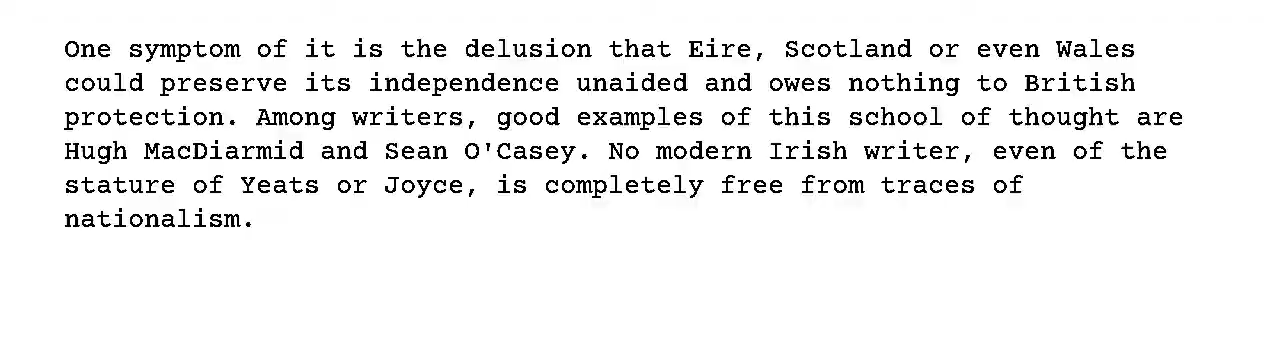 One symptom of it is the delusion that Eire, Scotland or even Wales
could preserve its independence unaided and owes nothing to British
protection. Among writers, good examples of this school of thought are
Hugh MacDiarmid and Sean O'Casey. No modern Irish writer, even of the
stature of Yeats or Joyce, is completely free from traces of
nationalism.